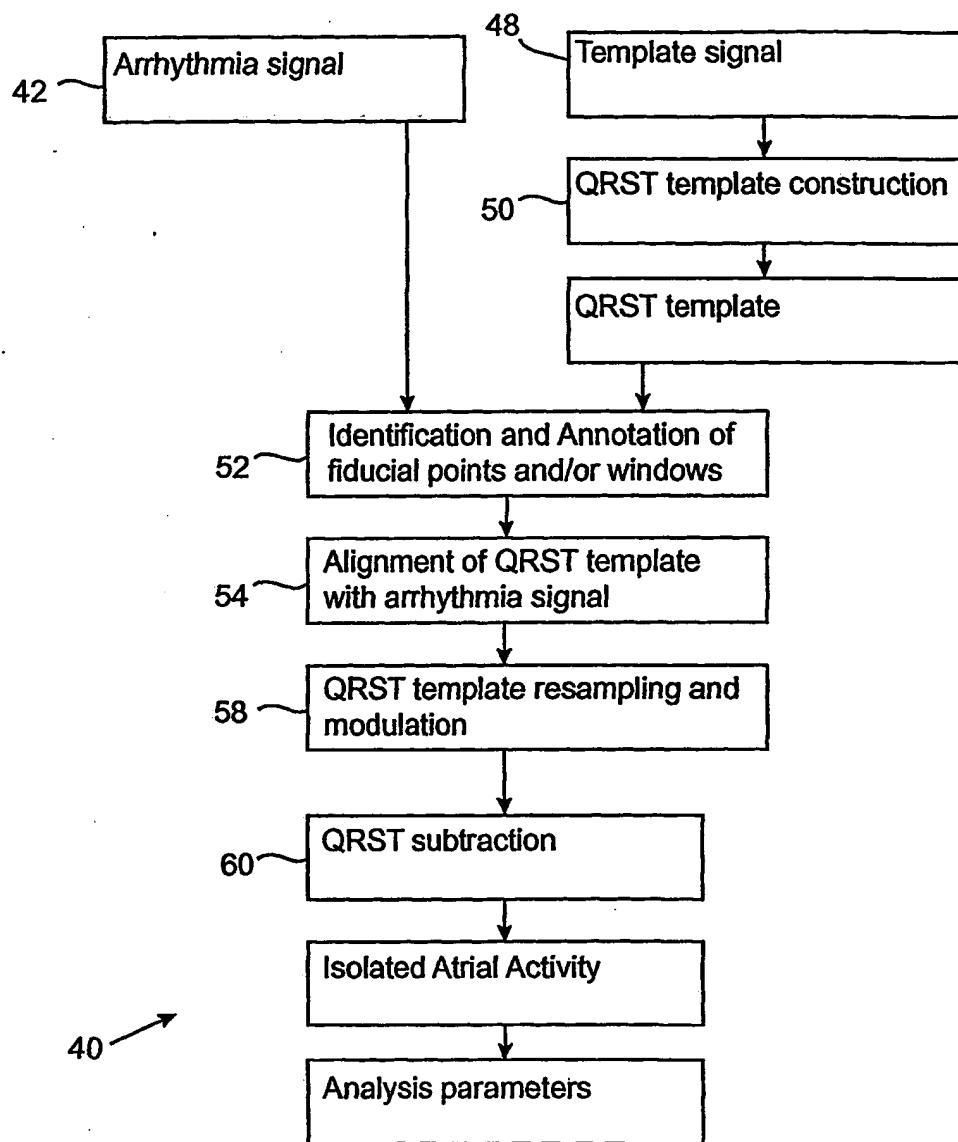 48
Arrhythmia signal
Template signal
42
QRST template construction
50
QRST template
Identification and Annotation of
fiducial points and/or windows
52
Alignment of QRST template
with arrhythmia signal
54
QRST template resampling and
modulation
58
QRST subtraction
60
Isolated Atrial Activity
40
Analysis parameters